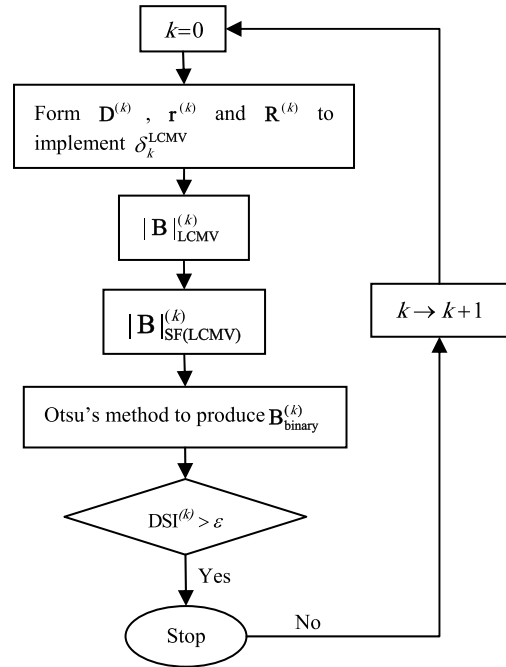 k=0
Form D^(k) , r^(k) and R^(k) to
implement δ_k^LCMV
|B|_LCMV^(k)
|B|_SF(LCMV)^(k)
k → k+1
Otsu's method to produce B_binary^(k)
DSI^(k) > ε
Yes
Stop
No